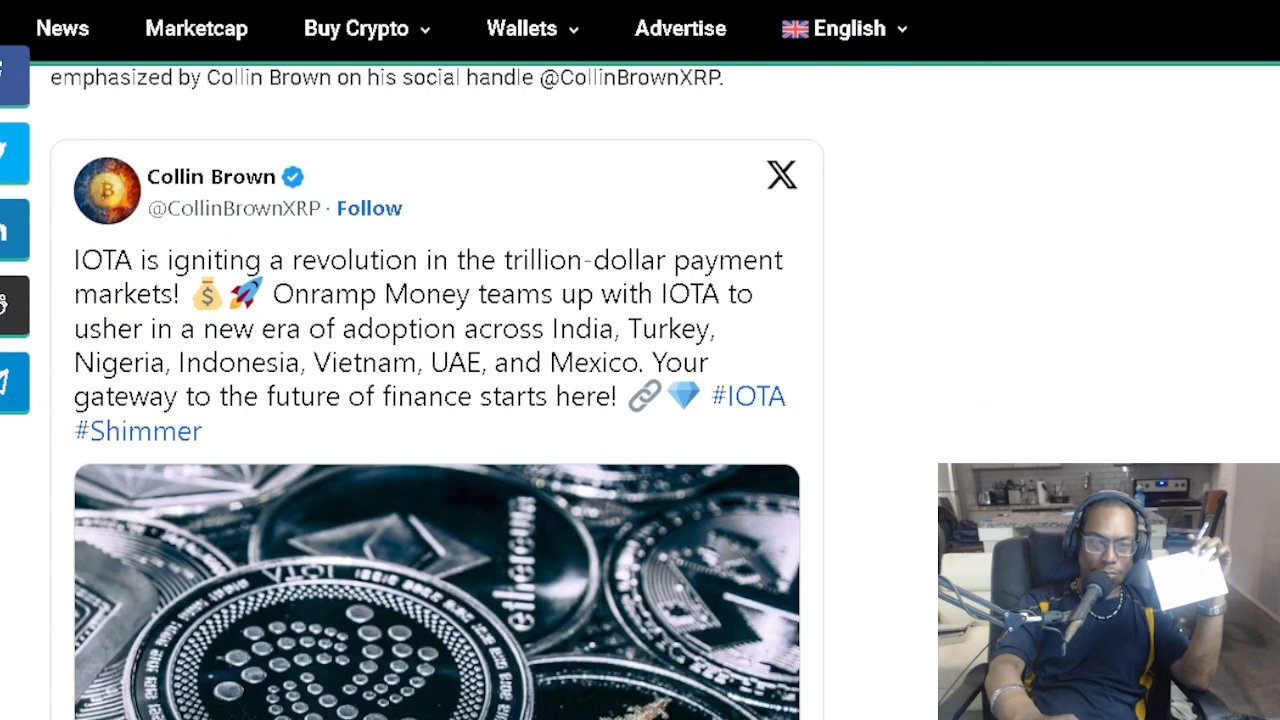 News Marketcap Buy Crypto Wallets Advertise English
emphasized by Collin Brown on his social handle @CollinBrownXRP.
Collin Brown
@CollinBrownXRP · Follow
IOTA is igniting a revolution in the trillion-dollar payment
markets! 💰🚀 Onramp Money teams up with IOTA to
usher in a new era of adoption across India, Turkey,
Nigeria, Indonesia, Vietnam, UAE, and Mexico. Your
gateway to the future of finance starts here! 🔗💎 #IOTA
#Shimmer
ethereum
IOTA